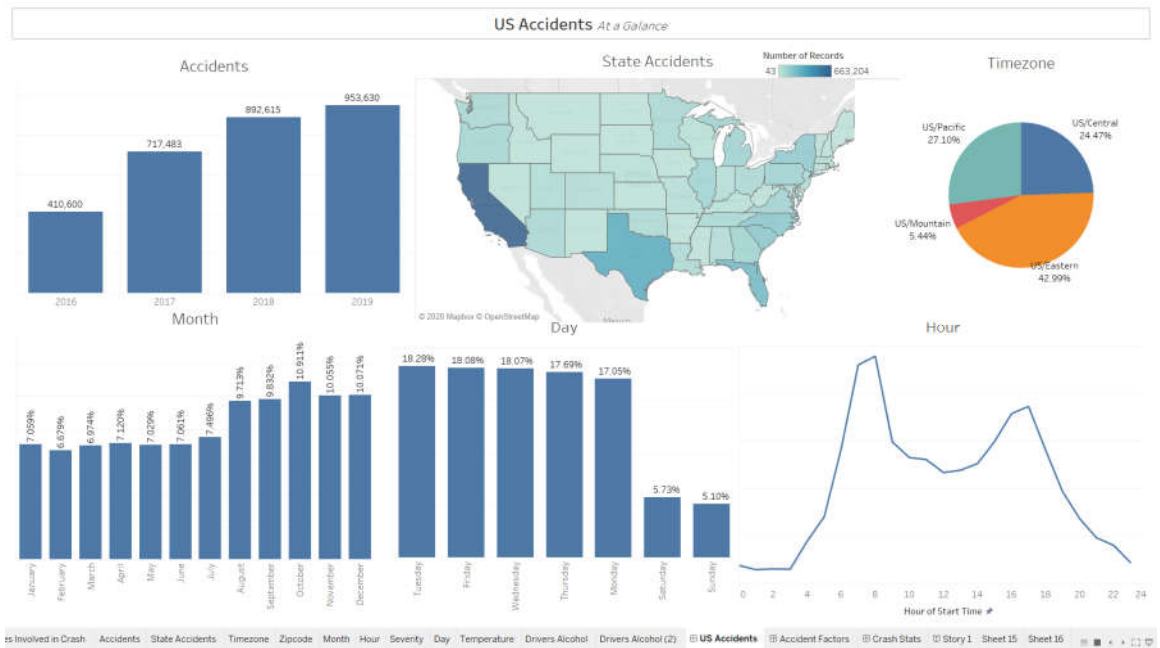 US Accidents At a Galance
Accidents
410,600
717,483
892,615
953,630
2016
2017
2018
2019
State Accidents
Number of Records
43
663,204
© 2020 Mapbox © OpenStreetMap
Mexico
Timezone
US/Central
24.47%
US/Pacific
27.10%
US/Mountain
5.44%
US/Eastern
42.99%
Month
7.059%
6.679%
6.974%
7.120%
7.029%
7.061%
7.496%
9.713%
9.832%
10.911%
10.055%
10.071%
January
February
March
April
May
June
July
August
September
October
November
December
Day
18.28%
18.08%
18.07%
17.69%
17.05%
5.73%
5.10%
Tuesday
Friday
Wednesday
Thursday
Monday
Saturday
Sunday
Hour
0 2 4 6 8 10 12 14 16 18 20 22 24
Hour of Start Time
es Involved in Crash Accidents State Accidents Timezone Zipcode Month Hour Severity Day Temperature Drivers Alcohol Drivers Alcohol (2) US Accidents Accident Factors Crash Stats Story 1 Sheet 15 Sheet 16